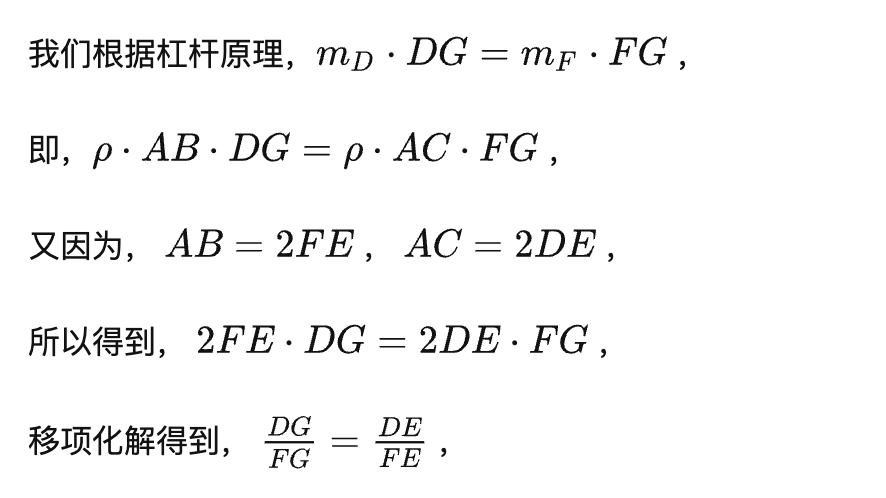 我们根据杠杆原理，$m_D \cdot DG = m_F \cdot FG$，
即，$\rho \cdot AB \cdot DG = \rho \cdot AC \cdot FG$，
又因为，$AB = 2FE$，$AC = 2DE$，
所以得到，$2FE \cdot DG = 2DE \cdot FG$，
移项化解得到，$\frac{DG}{FG} = \frac{DE}{FE}$，